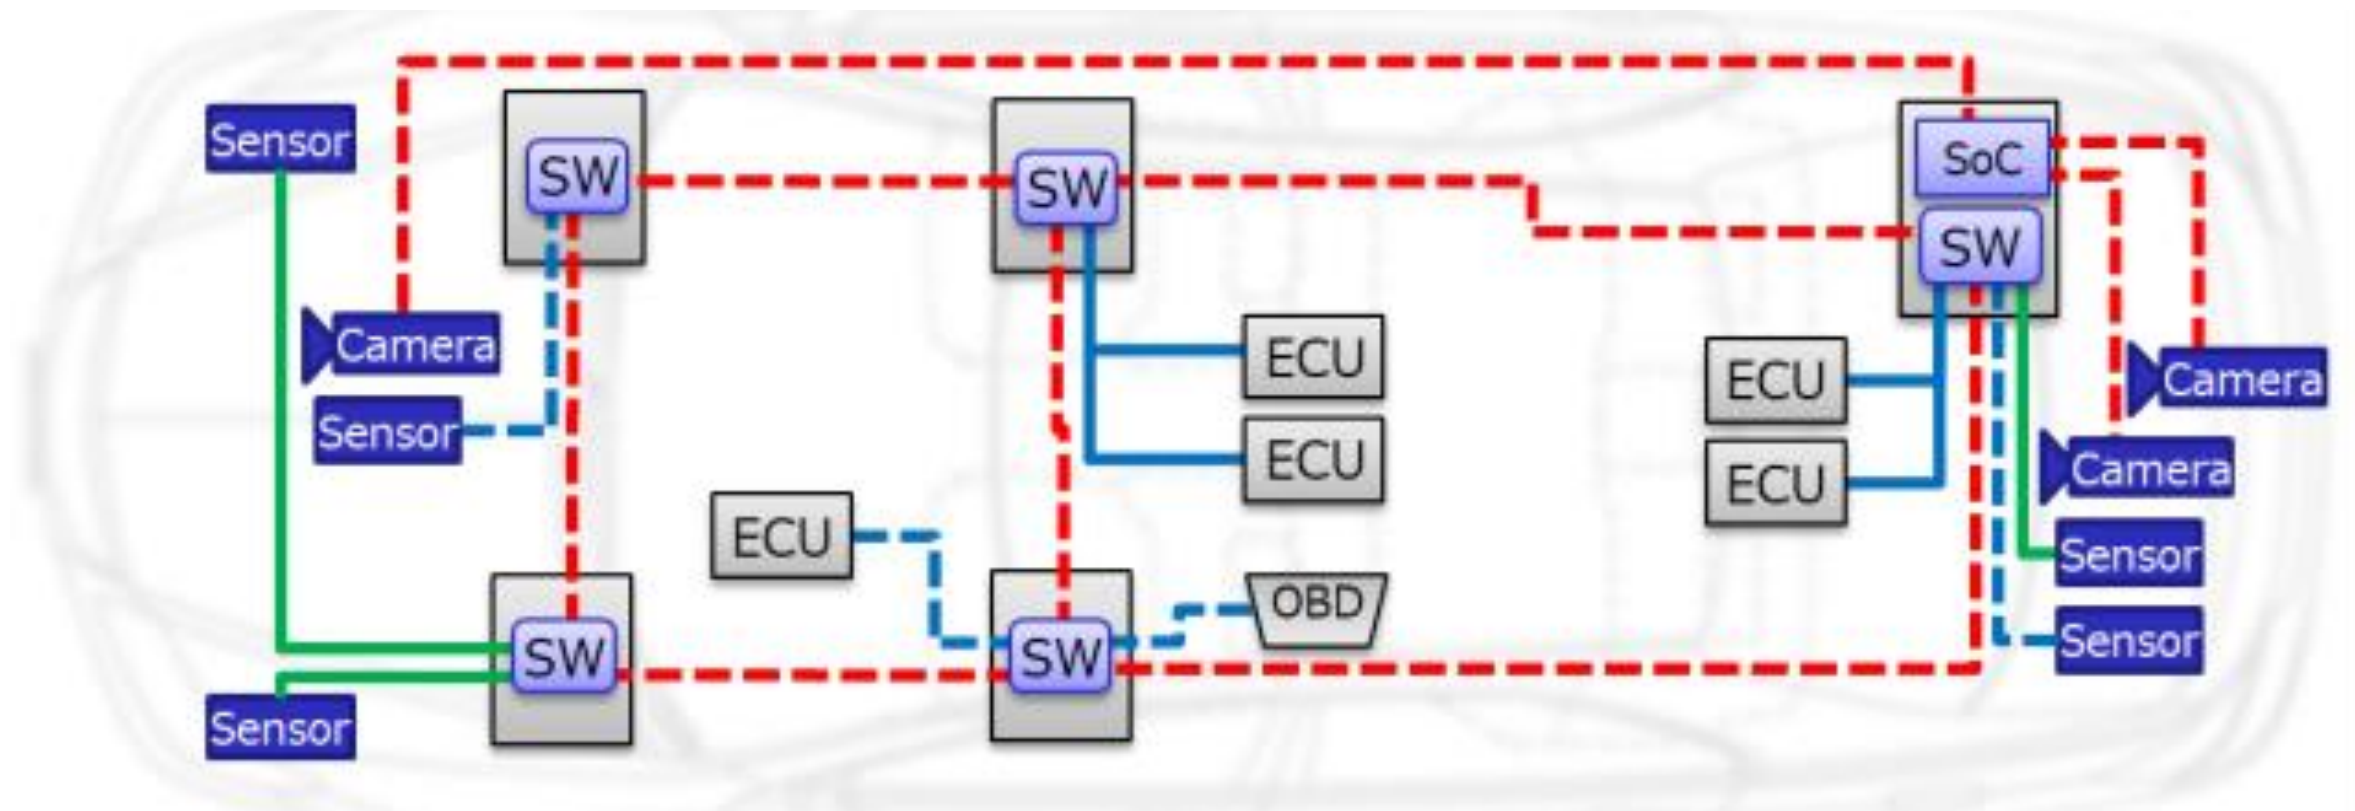 Sensor
SW
SW
SoC
SW
Camera
Sensor
ECU
ECU
ECU
ECU
Camera
Camera
ECU
SW
SW
OBD
Sensor
Sensor
Sensor